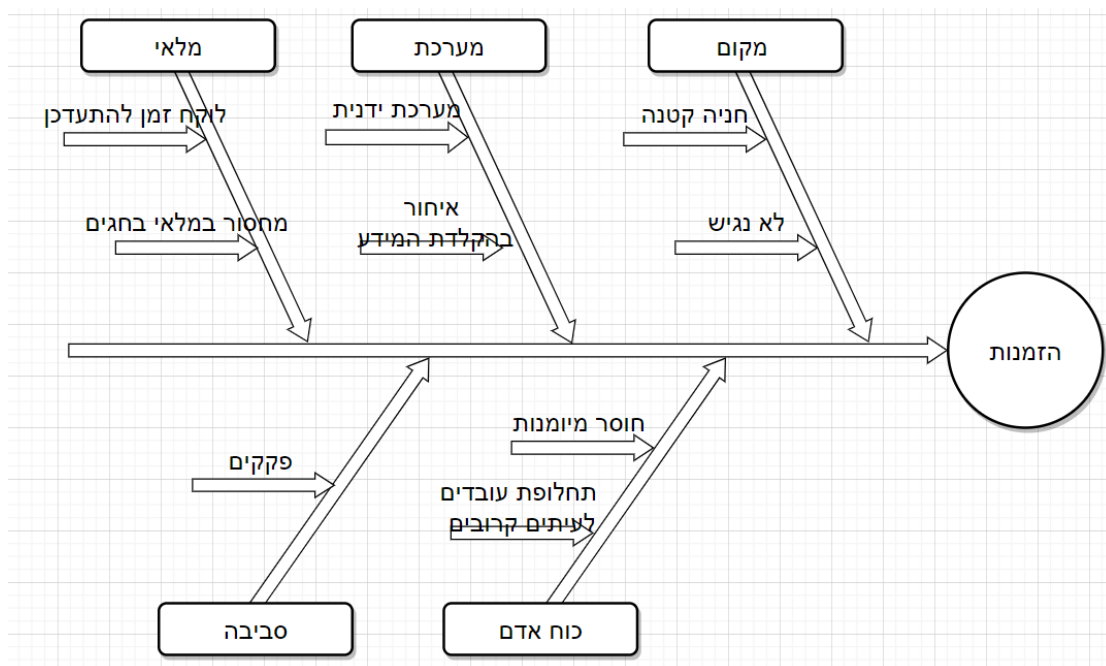 מקום
מערכת
מלאי
חניה קטנה
מערכת ידנית
לוקח זמן להתעדכן
לא נגיש
איחור
בהקלדת המידע
מחסור במלאי בחגים
הזמנות
חוסר מיומנות
פקקים
תחלופת עובדים
לעיתים קרובים
כוח אדם
סביבה